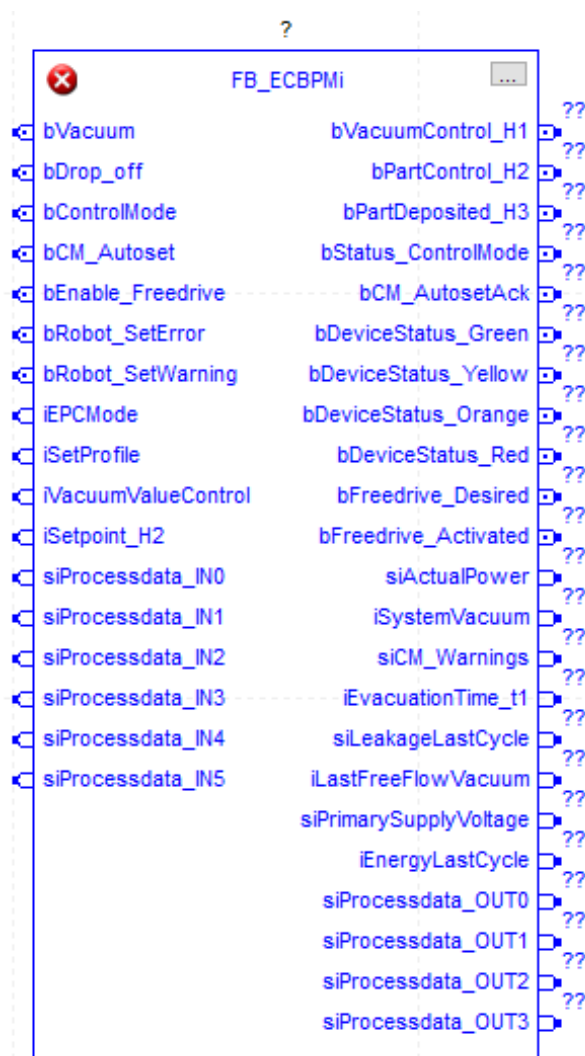 ?
FB_ECBPMi ...
??
bVacuum bVacuumControl_H1
??
bDrop_off bPartControl_H2
??
bControlMode bPartDeposited_H3
??
bCM_Autoset bStatus_ControlMode
??
bEnable_Freedrive bCM_AutosetAck
??
bRobot_SetError bDeviceStatus_Green
??
bRobot_SetWarning bDeviceStatus_Yellow
??
iEPCMode bDeviceStatus_Orange
??
iSetProfile bDeviceStatus_Red
??
iVacuumValueControl bFreedrive_Desired
??
iSetpoint_H2 bFreedrive_Activated
??
siProcessdata_IN0 siActualPower
??
siProcessdata_IN1 iSystemVacuum
??
siProcessdata_IN2 siCM_Warnings
??
siProcessdata_IN3 iEvacuationTime_t1
??
siProcessdata_IN4 siLeakageLastCycle
??
siProcessdata_IN5 iLastFreeFlowVacuum
??
siPrimarySupplyVoltage
??
iEnergyLastCycle
??
siProcessdata_OUT0
??
siProcessdata_OUT1
??
siProcessdata_OUT2
??
siProcessdata_OUT3